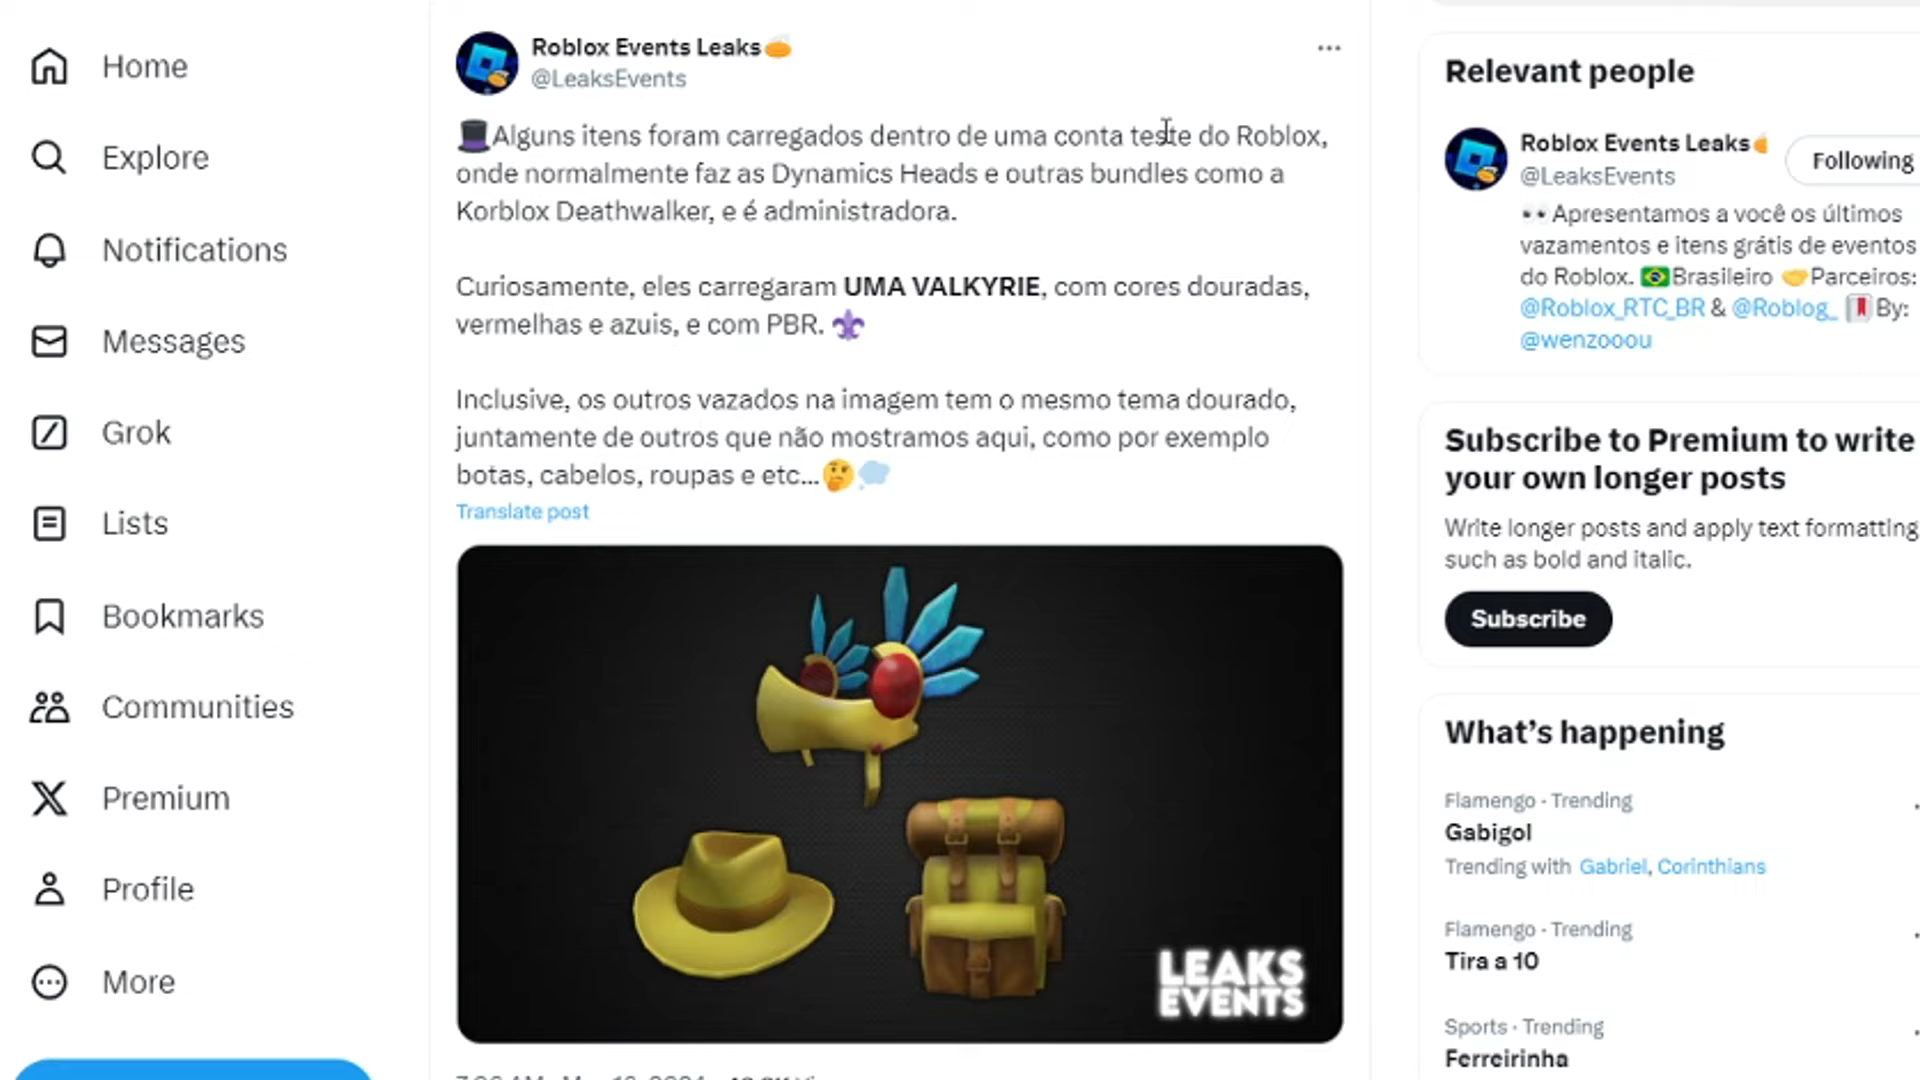 Home
Explore
Notifications
Messages
Grok
Lists
Bookmarks
Communities
Premium
Profile
More
Roblox Events Leaks
@LeaksEvents
Alguns itens foram carregados dentro de uma conta teste do Roblox,
onde normalmente faz as Dynamics Heads e outras bundles como a
Korblox Deathwalker, e é administradora.
Curiosamente, eles carregaram UMA VALKYRIE, com cores douradas,
vermelhas e azuis, e com PBR.
Inclusive, os outros vazados na imagem tem o mesmo tema dourado,
juntamente de outros que não mostramos aqui, como por exemplo
botas, cabelos, roupas e etc...
Translate post
LEAKS
EVENTS
Relevant people
Roblox Events Leaks
@LeaksEvents
Following
Apresentamos a você os últimos
vazamentos e itens grátis de eventos
do Roblox. Brasileiro Parceiros:
@Roblox_RTC_BR & @Roblog_ By:
@wenzooou
Subscribe to Premium to write
your own longer posts
Write longer posts and apply text formatting
such as bold and italic.
Subscribe
What's happening
Flamengo · Trending
Gabigol
Trending with Gabriel, Corinthians
Flamengo · Trending
Tira a 10
Sports · Trending
Ferreirinha